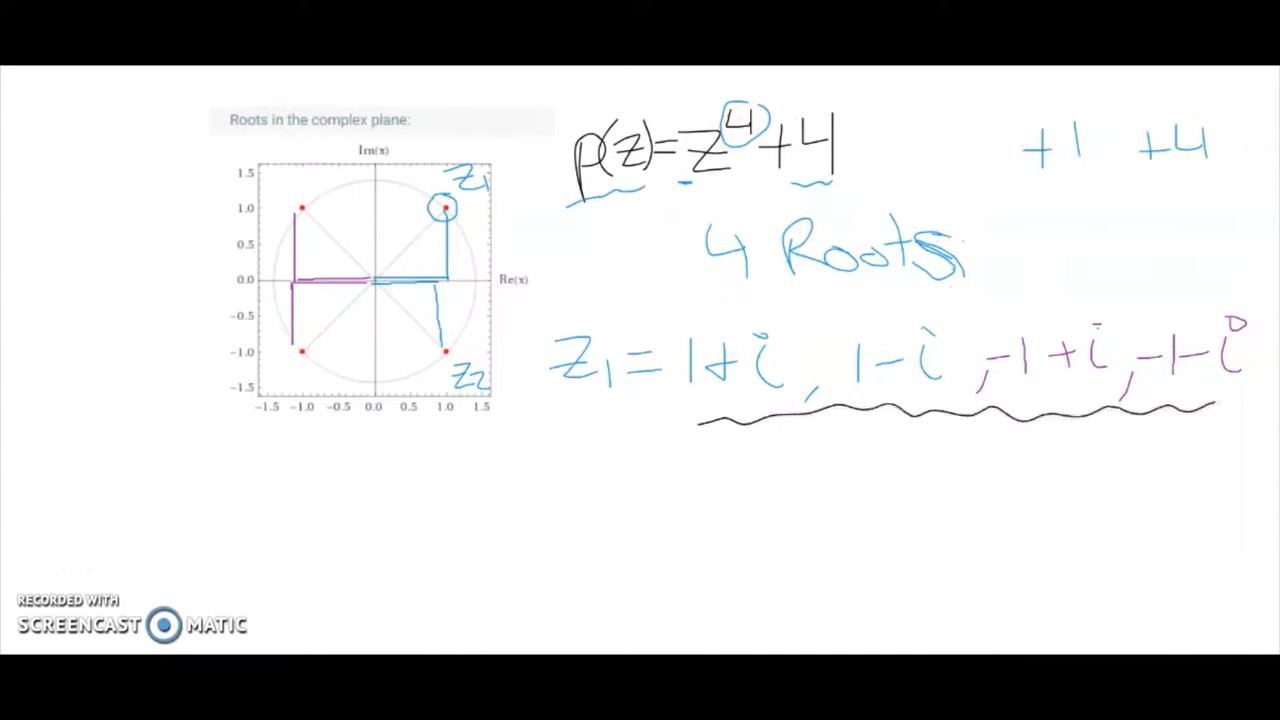 Roots in the complex plane:
Im(x)
1.5
1.0
0.5
0.0
-0.5
-1.0
-1.5
-1.5 -1.0 -0.5 0.0 0.5 1.0 1.5
Re(x)
Z1
Z2
p(z)=z^4+4
+1 +4
4 Roots
Z1=1+i, 1-i, -1+i, -1-i
RECORDED WITH
SCREENCAST MATIC